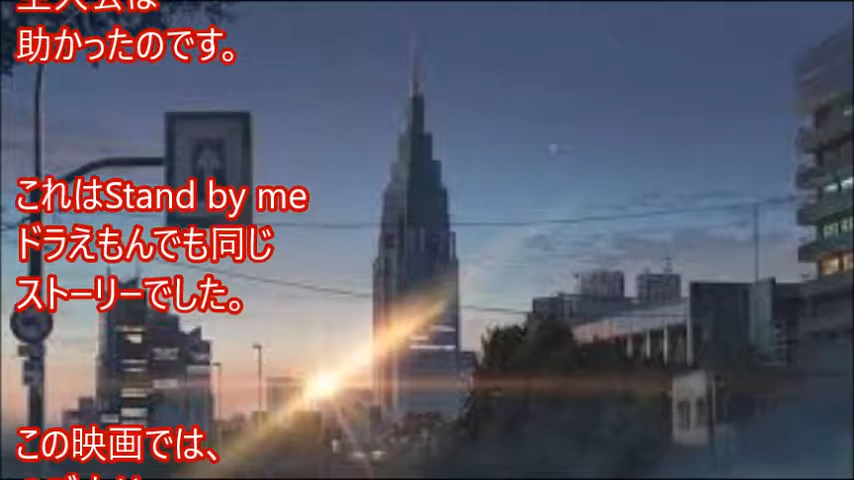 助かったのです。
これはStand by me
ドラえもんでも同じ
ストーリーでした。
この映画では、